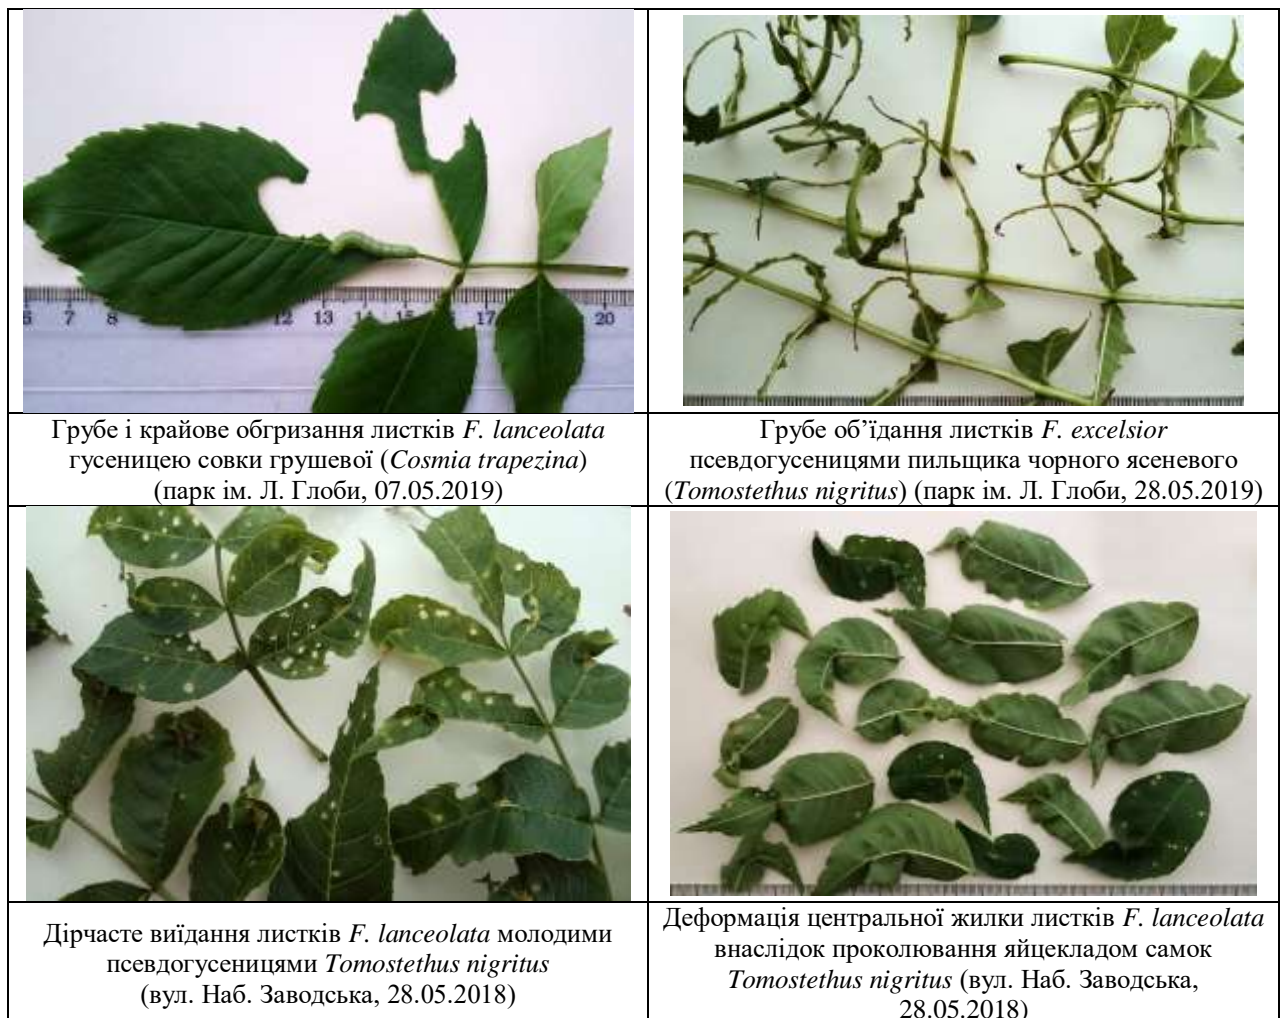 6 7 8 12 13 14 15 17 20
Грубе і крайове обгризання листків F. lanceolata
гусеницею совки грушевої (Cosmia trapezina)
(парк ім. Л. Глоби, 07.05.2019)
Грубе об’їдання листків F. excelsior
псевдогусеницями пильщика чорного ясеневого
(Tomostethus nigritus) (парк ім. Л. Глоби, 28.05.2019)
Дірчасте виїдання листків F. lanceolata молодими
псевдогусеницями Tomostethus nigritus
(вул. Наб. Заводська, 28.05.2018)
Деформація центральної жилки листків F. lanceolata
внаслідок проколювання яйцекладом самок
Tomostethus nigritus (вул. Наб. Заводська,
28.05.2018)